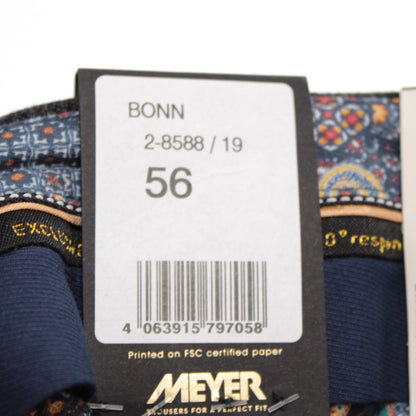 BONN
2-8588 / 19
56
4 063915 797058
Printed on FSC certified paper
MEYER
TROUSERS FOR A PERFECT FIT